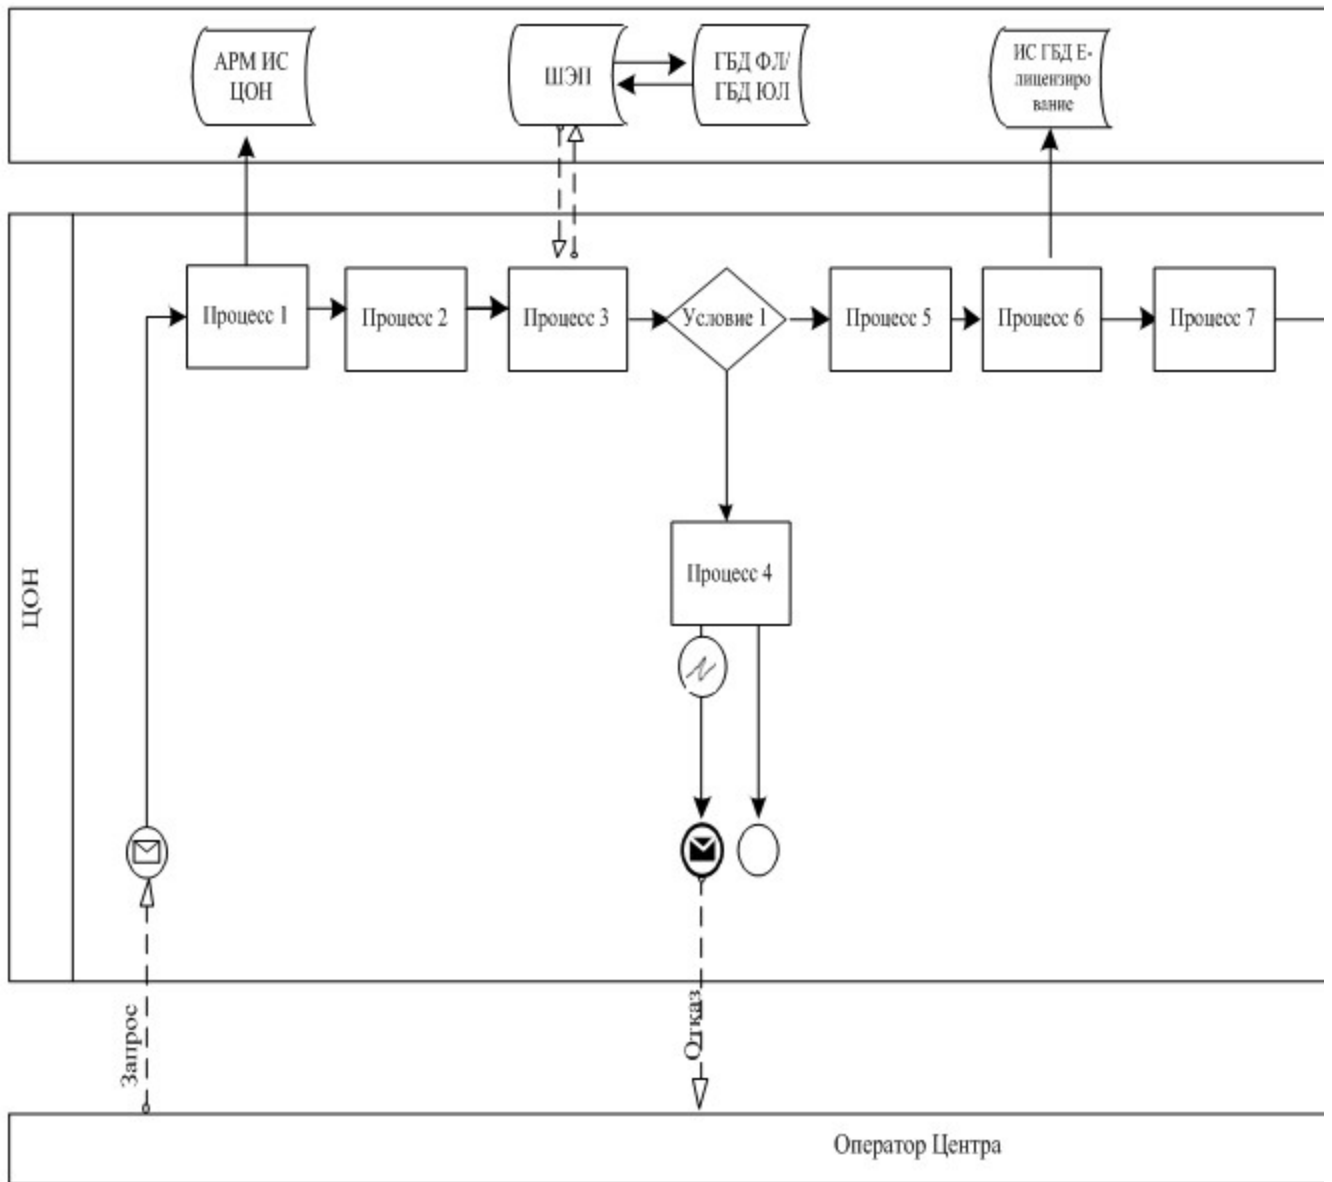 АРМ ИС
ЦОН
ШЭП
ГБД ФЛ/
ГБД ЮЛ
ИС ГБД Е-
лицензиро
вание
Процесс 1
Процесс 2
Процесс 3
Условие 1
Процесс 5
Процесс 6
Процесс 7
Процесс 4
ЦОН
Запрос
Отказ
Оператор Центра